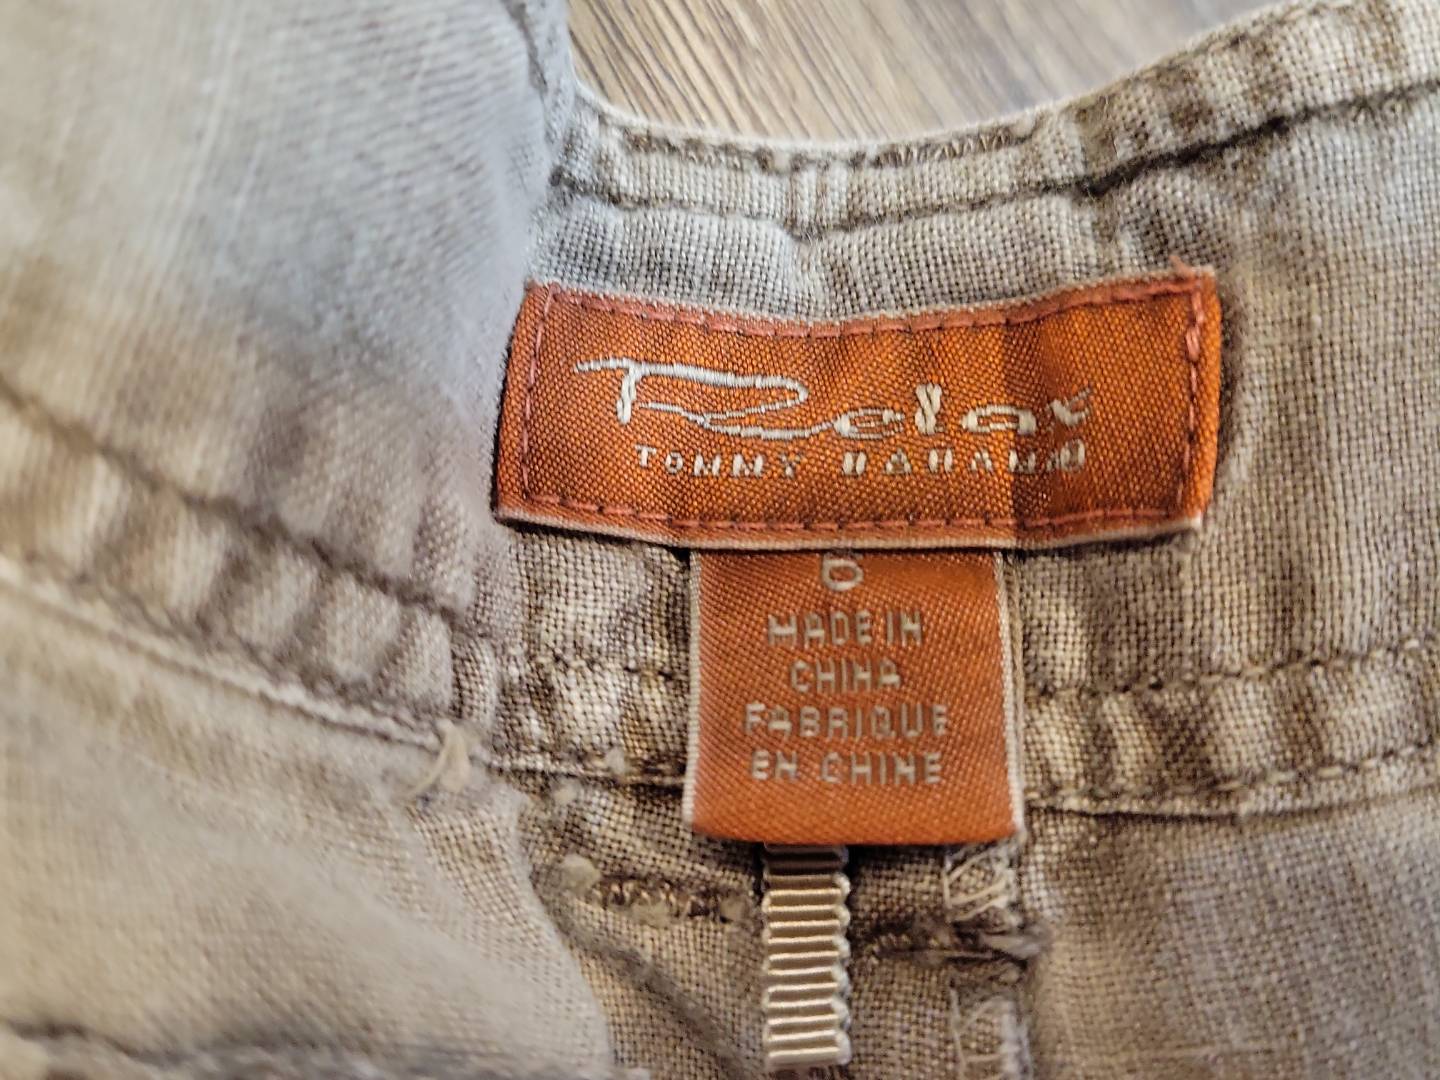 Relax
TOMMY BAHAMA
6
MADE IN
CHINA
FABRIQUE
EN CHINE